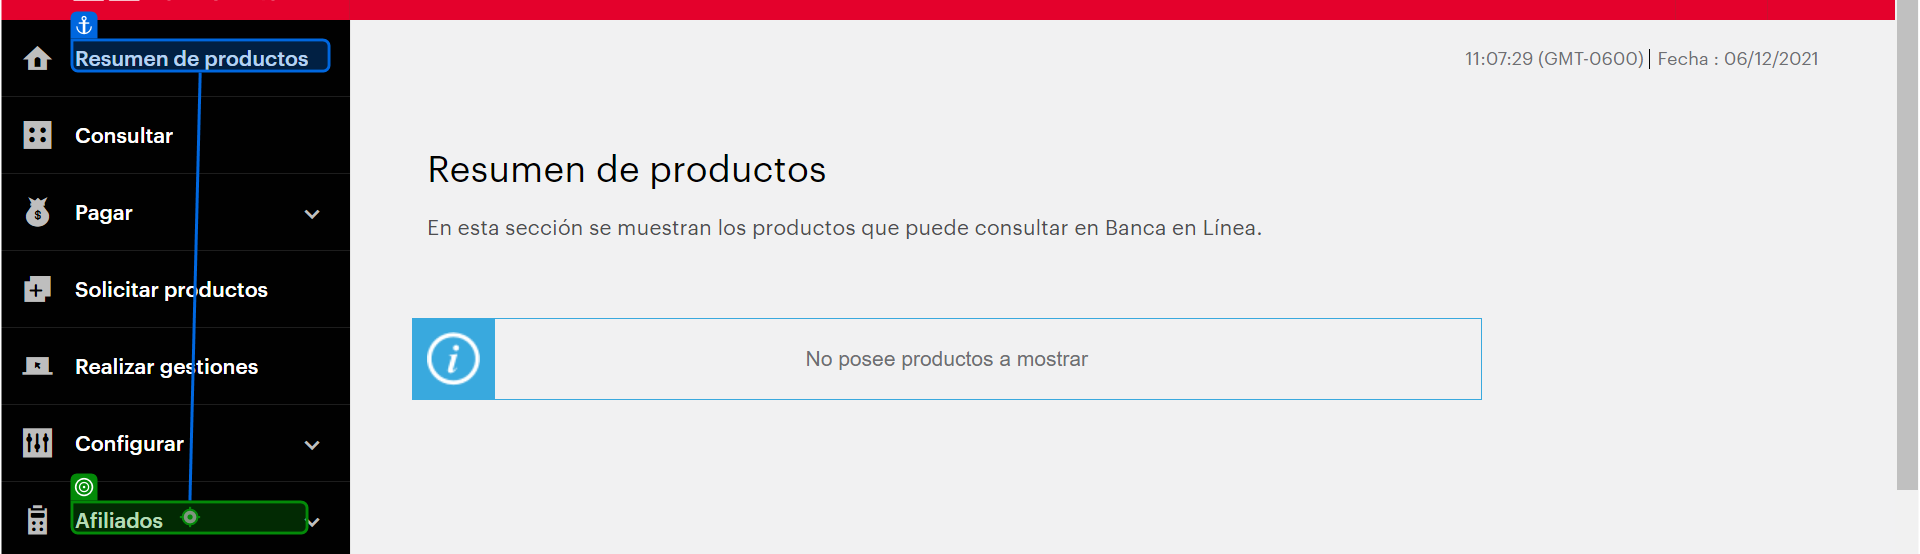 Resumen de productos
Consultar
Pagar
Solicitar productos
Realizar gestiones
Configurar
Afiliados
11:07:29 (GMT-0600) | Fecha : 06/12/2021
Resumen de productos
En esta sección se muestran los productos que puede consultar en Banca en Línea.
No posee productos a mostrar